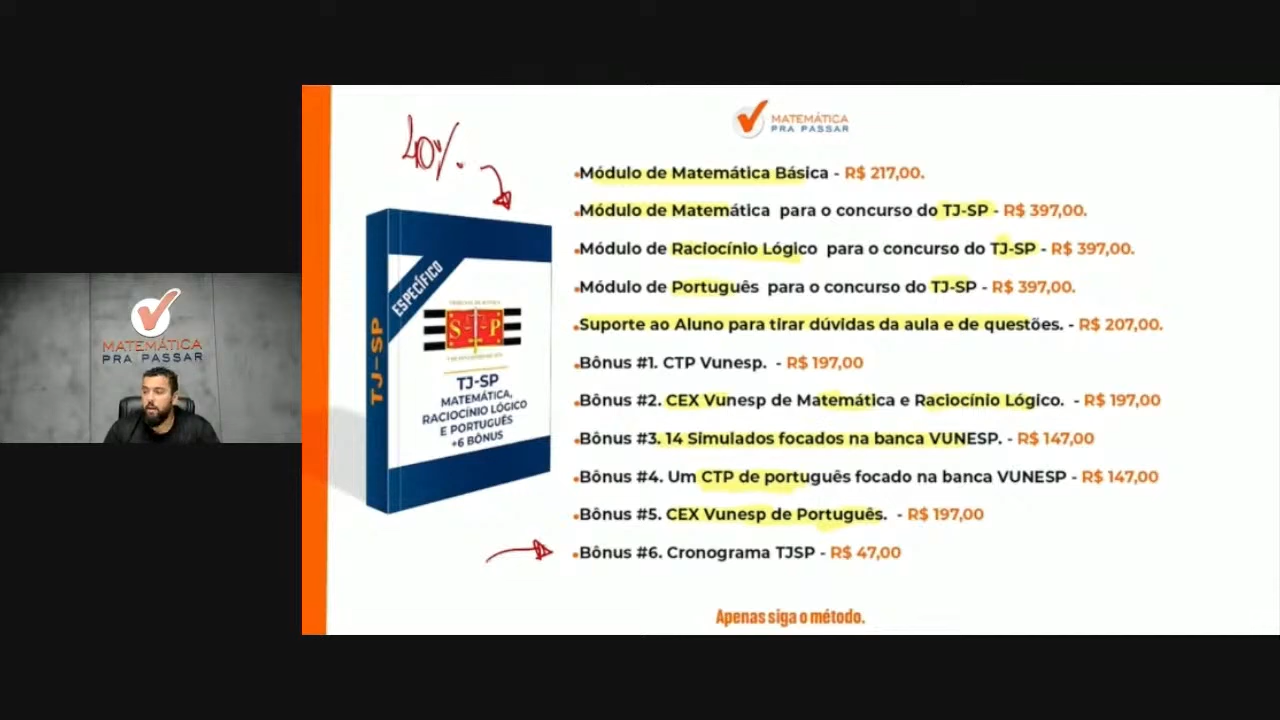 MATEMÁTICA
PRA PASSAR
40%.
MATEMÁTICA
PRA PASSAR
•Módulo de Matemática Básica - R$ 217,00.
•Módulo de Matemática para o concurso do TJ-SP - R$ 397,00.
•Módulo de Raciocínio Lógico para o concurso do TJ-SP - R$ 397,00.
•Módulo de Português para o concurso do TJ-SP - R$ 397,00.
•Suporte ao Aluno para tirar dúvidas da aula e de questões. - R$ 207,00.
•Bônus #1. CTP Vunesp. - R$ 197,00
•Bônus #2. CEX Vunesp de Matemática e Raciocínio Lógico. - R$ 197,00
•Bônus #3. 14 Simulados focados na banca VUNESP. - R$ 147,00
•Bônus #4. Um CTP de português focado na banca VUNESP - R$ 147,00
•Bônus #5. CEX Vunesp de Português. - R$ 197,00
•Bônus #6. Cronograma TJSP - R$ 47,00
TJ-SP
ESPECÍFICO
TRIBUNAL DE JUSTIÇA
S P
TJ-SP
MATEMÁTICA,
RACIOCÍNIO LÓGICO
E PORTUGUÊS
+6 BÔNUS
Apenas siga o método.